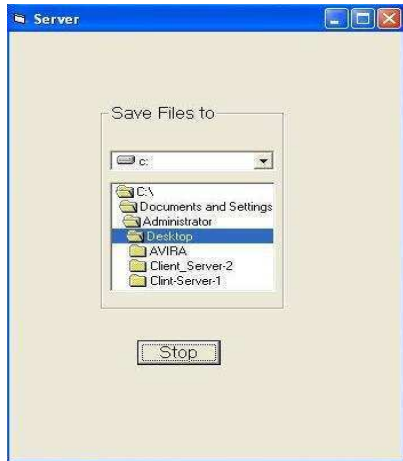 Server
Save Files to
c:
C:\
Documents and Settings
Administrator
Desktop
AVIRA
Client_Server-2
Clint-Server-1
Stop